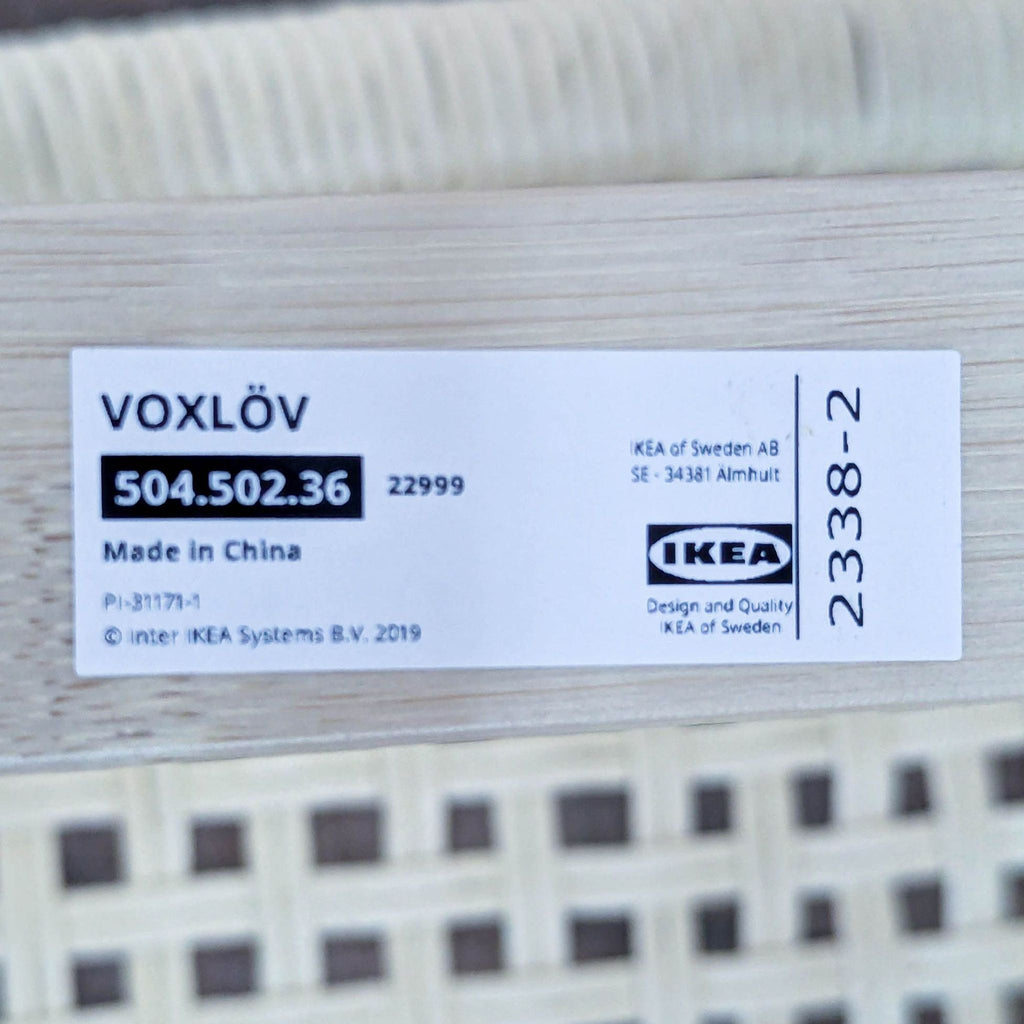 VOXLÖV
504.502.36 22999
Made in China
PI-31171-1
© Inter IKEA Systems B.V. 2019
IKEA of Sweden AB
SE - 34381 Älmhult
IKEA
Design and Quality
IKEA of Sweden
2338-2